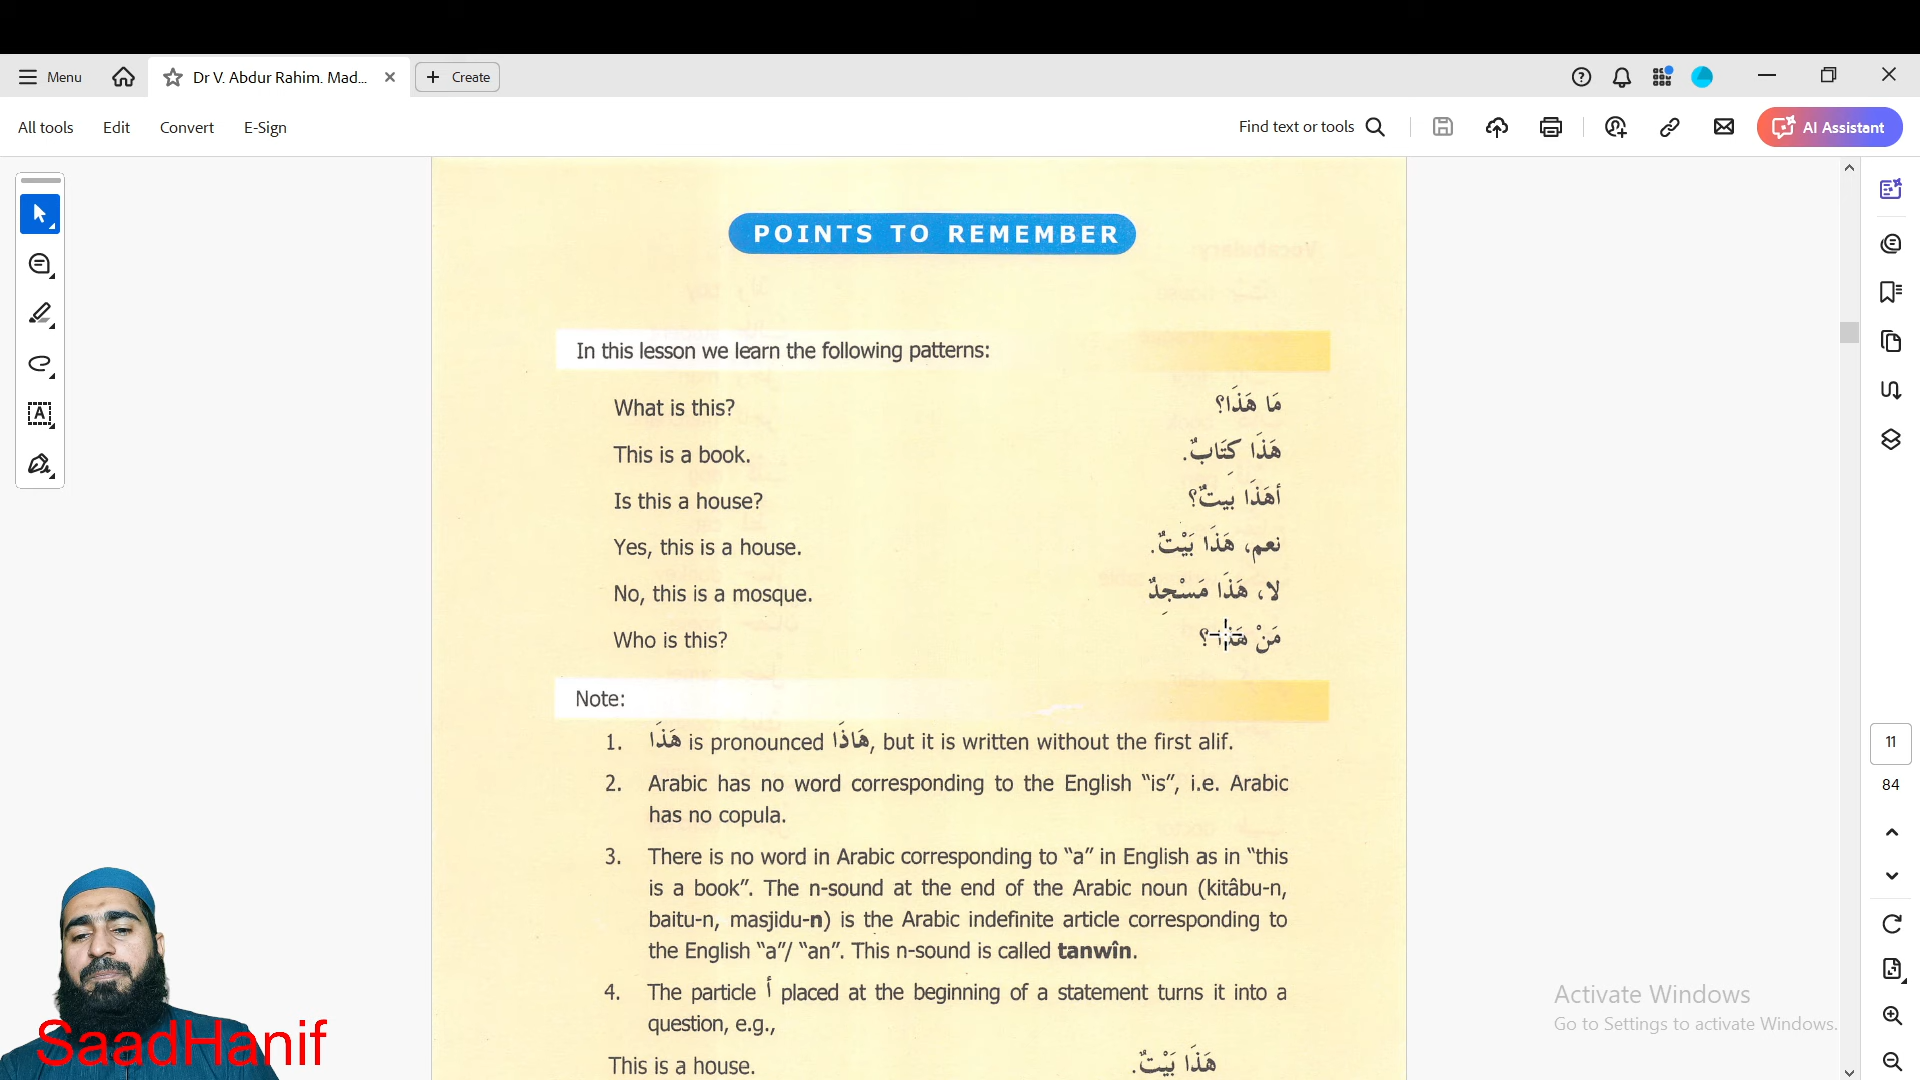 Menu
Dr V. Abdur Rahim. Mad...
Create
All tools
Edit
Convert
E-Sign
Find text or tools
AI Assistant
POINTS TO REMEMBER
In this lesson we learn the following patterns:
What is this? مَا هَذَا؟
This is a book. هَذَا كِتَابٌ.
Is this a house? أهَذَا بيتٌ؟
Yes, this is a house. نعم، هَذَا بَيْتٌ.
No, this is a mosque. لا، هَذَا مَسْجِدٌ
Who is this? مَنْ هَذَا ؟
Note:
1. هَذَا is pronounced هَاذَا, but it is written without the first alif.
2. Arabic has no word corresponding to the English "is", i.e. Arabic
has no copula.
3. There is no word in Arabic corresponding to "a" in English as in "this
is a book". The n-sound at the end of the Arabic noun (kitâbu-n,
baitu-n, masjidu-n) is the Arabic indefinite article corresponding to
the English "a"/ "an". This n-sound is called tanwîn.
4. The particle أ placed at the beginning of a statement turns it into a
question, e.g.,
This is a house. هَذَا بَيْتٌ.
11
84
Activate Windows
Go to Settings to activate Windows.
SaadHanif